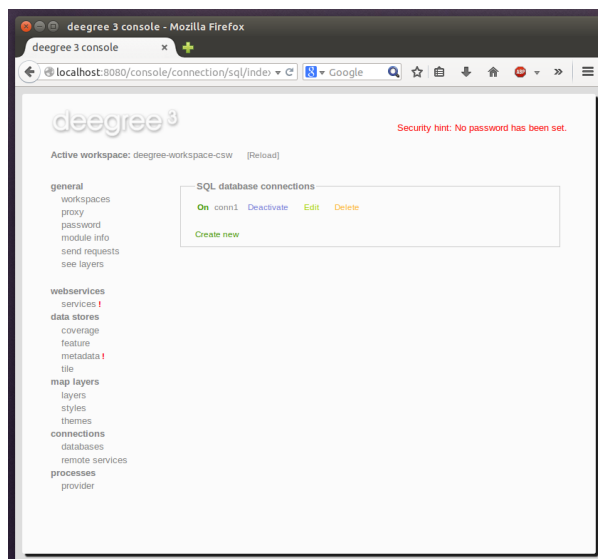 deegree 3 console - Mozilla Firefox
deegree 3 console ×
localhost:8080/console/connection/sql/index
Google
ABP
deegree 3
Security hint: No password has been set.
Active workspace: deegree-workspace-csw [Reload]
general
workspaces
proxy
password
module info
send requests
see layers
webservices
services !
data stores
coverage
feature
metadata !
tile
map layers
layers
styles
themes
connections
databases
remote services
processes
provider
SQL database connections
On conn1 Deactivate Edit Delete
Create new